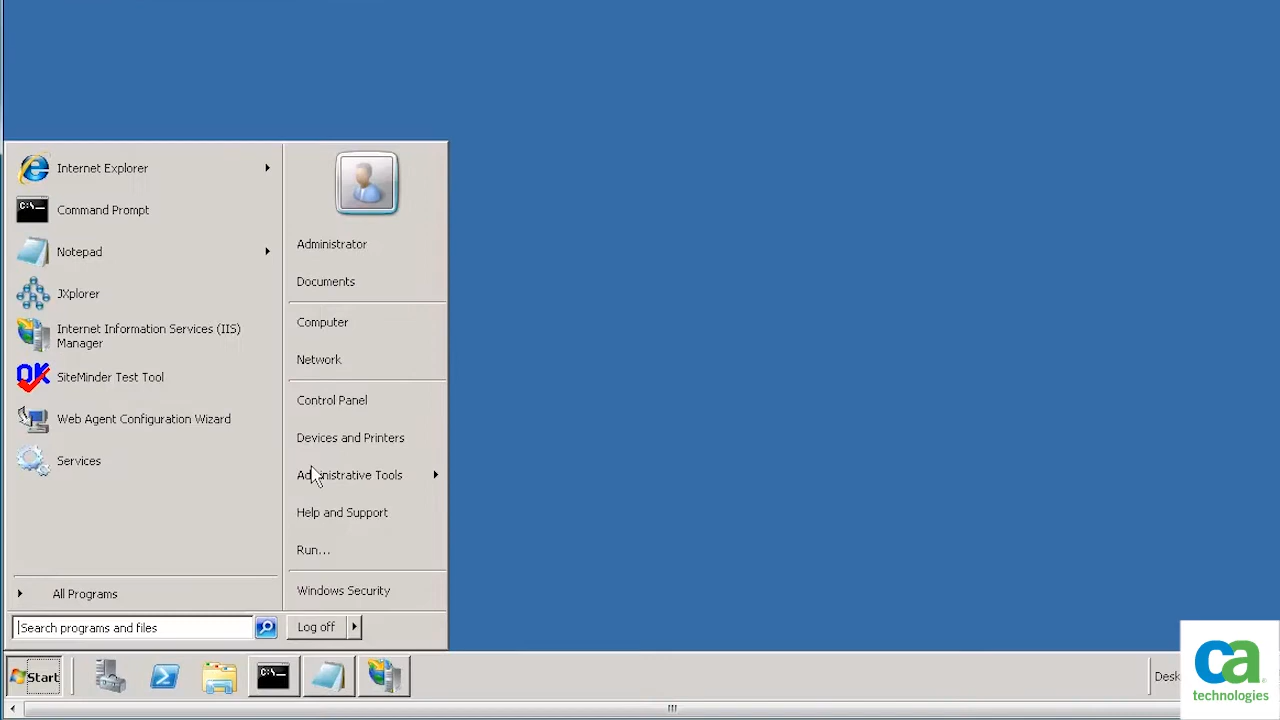 Internet Explorer
Command Prompt
Notepad
JXplorer
Internet Information Services (IIS)
Manager
SiteMinder Test Tool
Web Agent Configuration Wizard
Services
All Programs
Search programs and files
Administrator
Documents
Computer
Network
Control Panel
Devices and Printers
Administrative Tools
Help and Support
Run...
Windows Security
Log off
Start
C:\_
OK
C:\_
Desk
ca
technologies